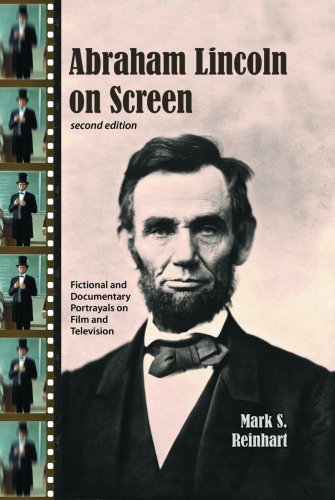 Abraham Lincoln
on Screen
second edition
Fictional and
Documentary
Portrayals on
Film and
Television
Mark S.
Reinhart